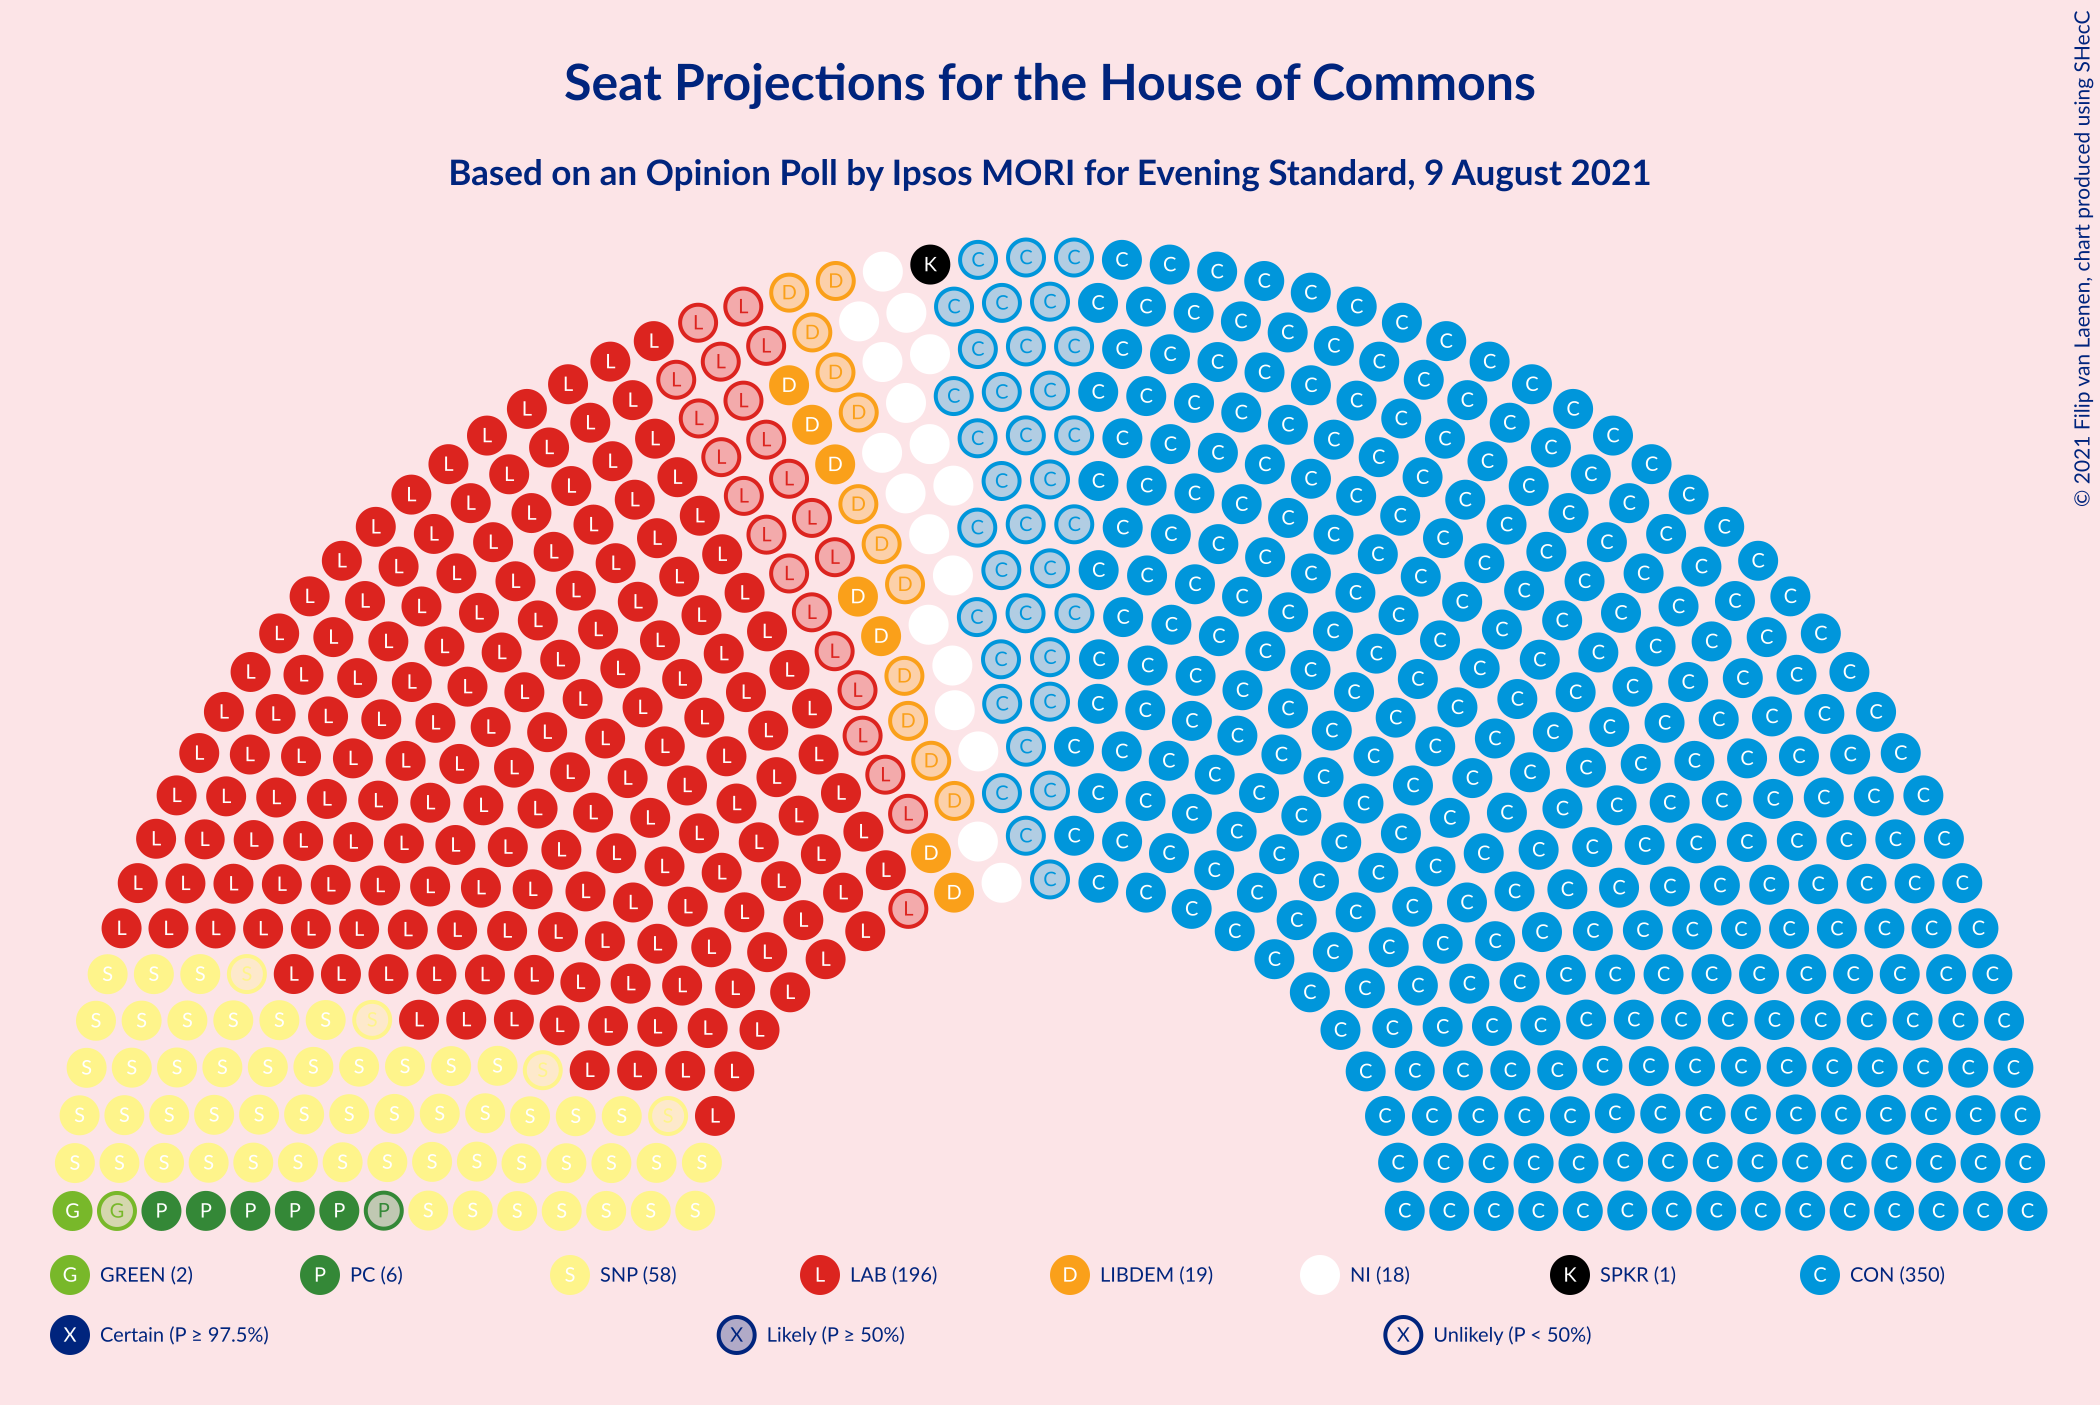 Seat Projections for the House of Commons
Based on an Opinion Poll by Ipsos MORI for Evening Standard, 9 August 2021
© 2021 Filip van Laenen, chart produced using SHecC
G GREEN (2) P PC (6) S SNP (58) L LAB (196) D LIBDEM (19) NI (18) K SPKR (1) C CON (350)
X Certain (P ≥ 97.5%) X Likely (P ≥ 50%) X Unlikely (P < 50%)